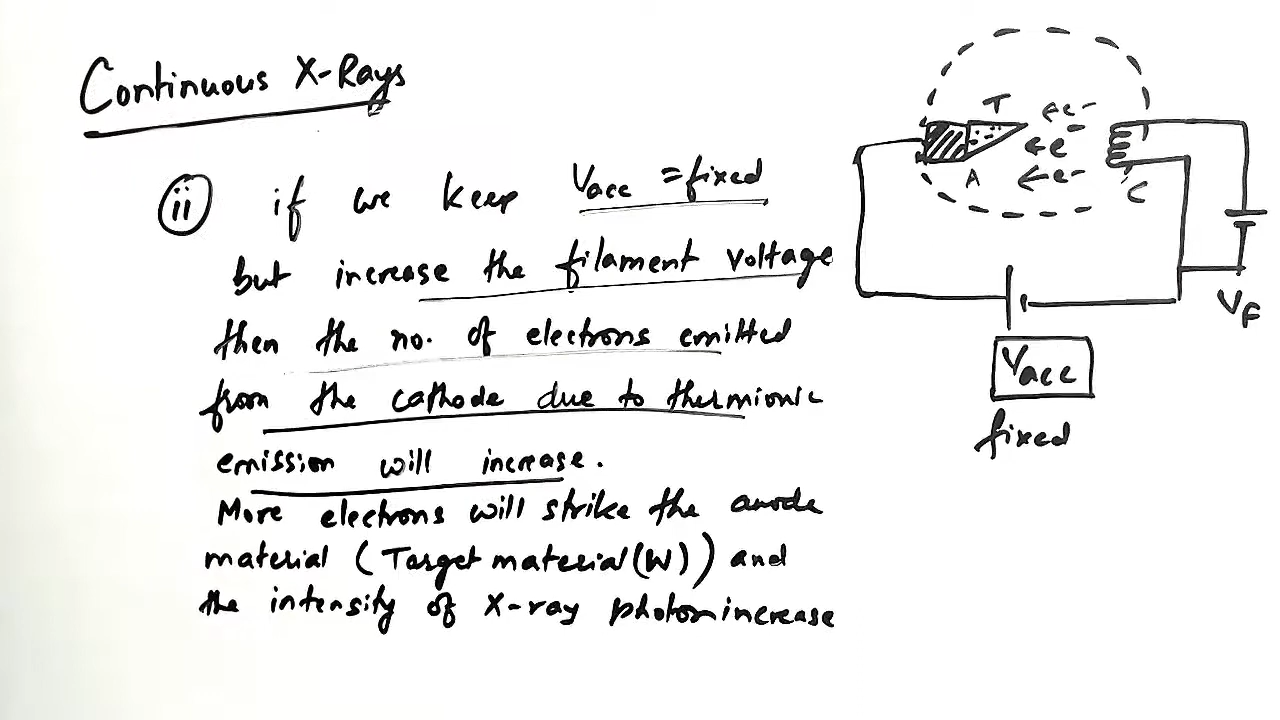 Continuous X-Rays
ii if we keep Vacc = fixed
but increase the filament voltage
then the no. of electrons emitted
from the cathode due to thermionic
emission will increase.
More electrons will strike the anode
material (Target material (W)) and
the intensity of X-ray photon increase
T
e-
e-
e-
A
C
VF
Vacc
fixed